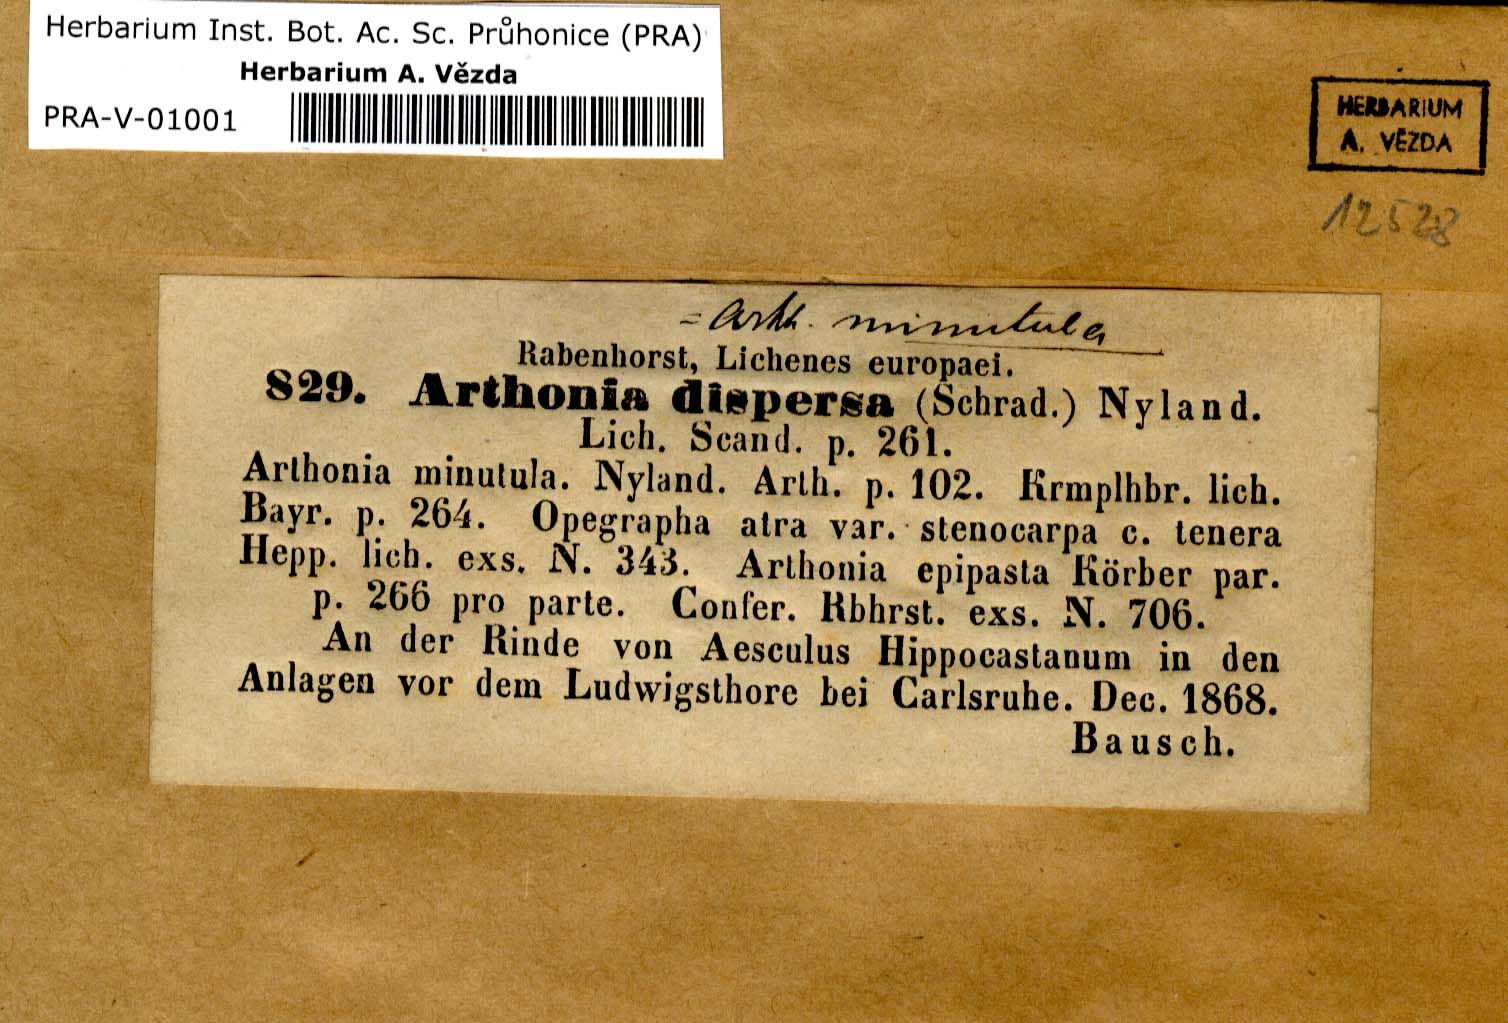 Herbarium Inst. Bot. Ac. Sc. Průhonice (PRA)
Herbarium A. Vězda
PRA-V-01001
HERBARIUM
A. VĚZDA
12528
= Arth. minutula
Rabenhorst, Lichenes europaei.
829. Arthonia dispersa (Schrad.) Nyland.
Lich. Scand. p. 261.
Arthonia minutula. Nyland. Arth. p. 102. Krmplhbr. lich.
Bayr. p. 264. Opegrapha atra var. stenocarpa c. tenera
Hepp. lich. exs. N. 343. Arthonia epipasta Körber par.
p. 266 pro parte. Confer. Rbhrst. exs. N. 706.
An der Rinde von Aesculus Hippocastanum in den
Anlagen vor dem Ludwigsthore bei Carlsruhe. Dec. 1868.
Bausch.